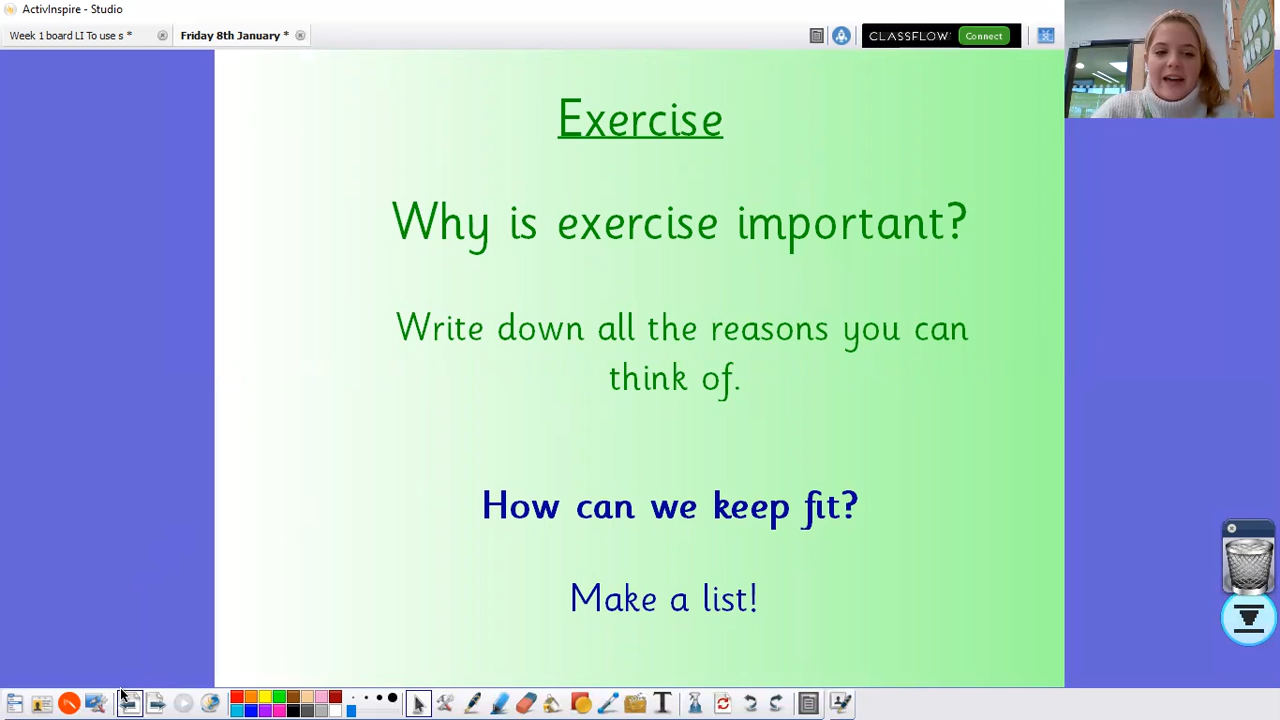 ActivInspire - Studio
Week 1 board LI To use s *
Friday 8th January *
CLASSFLOW
Connect
Exercise
Why is exercise important?
Write down all the reasons you can
think of.
How can we keep fit?
Make a list!